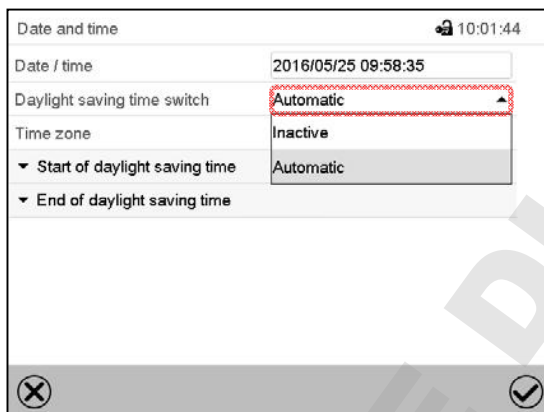 Date and time 10:01:44
Date / time 2016/05/25 09:58:35
Daylight saving time switch Automatic
Time zone Inactive
Start of daylight saving time Automatic
End of daylight saving time